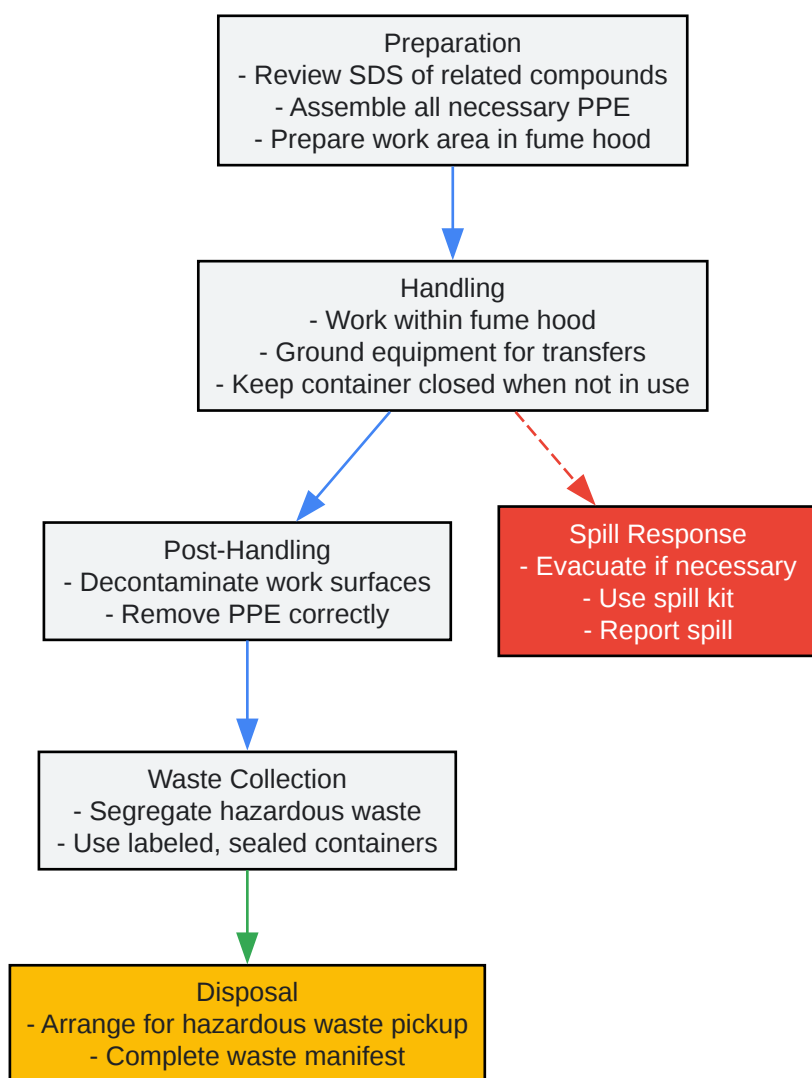 Preparation
- Review SDS of related compounds
- Assemble all necessary PPE
- Prepare work area in fume hood
Handling
- Work within fume hood
- Ground equipment for transfers
- Keep container closed when not in use
Post-Handling
- Decontaminate work surfaces
- Remove PPE correctly
Spill Response
- Evacuate if necessary
- Use spill kit
- Report spill
Waste Collection
- Segregate hazardous waste
- Use labeled, sealed containers
Disposal
- Arrange for hazardous waste pickup
- Complete waste manifest